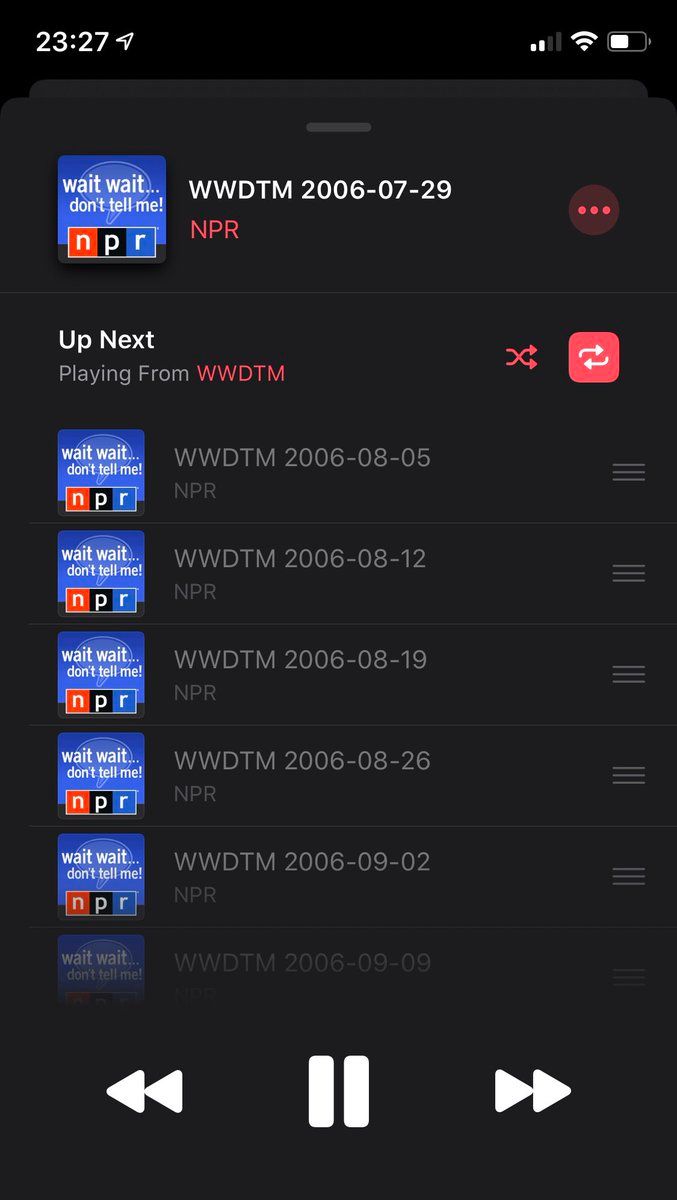 23:27
wait wait...
don't tell me!
npr
WWDTM 2006-07-29
NPR
Up Next
Playing From WWDTM
wait wait...
don't tell me!
npr
WWDTM 2006-08-05
NPR
wait wait...
don't tell me!
npr
WWDTM 2006-08-12
NPR
wait wait...
don't tell me!
npr
WWDTM 2006-08-19
NPR
wait wait...
don't tell me!
npr
WWDTM 2006-08-26
NPR
wait wait...
don't tell me!
npr
WWDTM 2006-09-02
NPR
wait wait...
don't tell me!
npr
WWDTM 2006-09-09
NPR